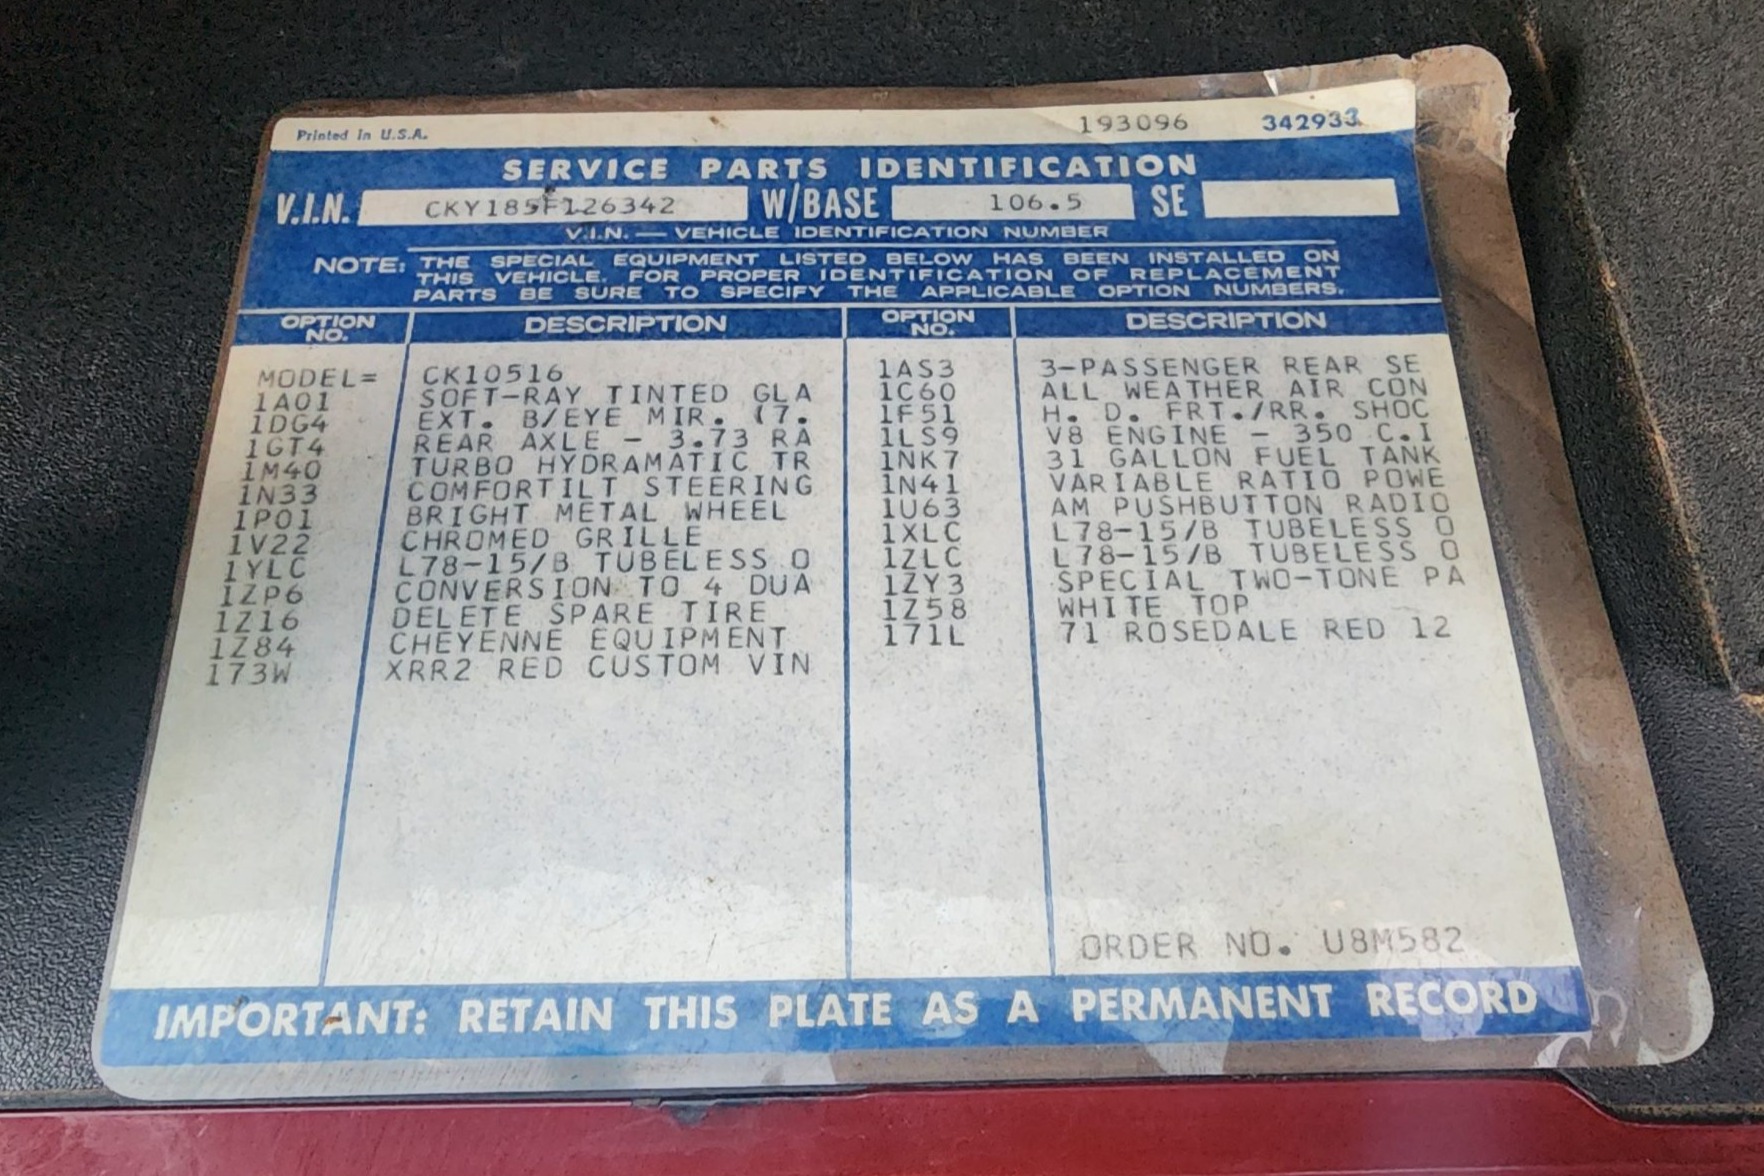 Printed in U.S.A. 193096 342933
SERVICE PARTS IDENTIFICATION
V.I.N. CKY185F126342 W/BASE 106.5 SE
V.I.N. — VEHICLE IDENTIFICATION NUMBER
NOTE: THE SPECIAL EQUIPMENT LISTED BELOW HAS BEEN INSTALLED ON
THIS VEHICLE. FOR PROPER IDENTIFICATION OF REPLACEMENT
PARTS BE SURE TO SPECIFY THE APPLICABLE OPTION NUMBERS.
OPTION NO. DESCRIPTION
MODEL= CK10516
1A01 SOFT-RAY TINTED GLA
1DG4 EXT. B/EYE MIR. (7.
1GT4 REAR AXLE - 3.73 RA
1M40 TURBO HYDRAMATIC TR
1N33 COMFORTILT STEERING
1P01 BRIGHT METAL WHEEL
1V22 CHROMED GRILLE
1YLC L78-15/B TUBELESS O
1ZP6 CONVERSION TO 4 DUA
1Z16 DELETE SPARE TIRE
1Z84 CHEYENNE EQUIPMENT
173W XRR2 RED CUSTOM VIN
OPTION NO. DESCRIPTION
1AS3 3-PASSENGER REAR SE
1C60 ALL WEATHER AIR CON
1F51 H. D. FRT./RR. SHOC
1LS9 V8 ENGINE - 350 C.I
1NK7 31 GALLON FUEL TANK
1N41 VARIABLE RATIO POWE
1U63 AM PUSHBUTTON RADIO
1XLC L78-15/B TUBELESS O
1ZLC L78-15/B TUBELESS O
1ZY3 SPECIAL TWO-TONE PA
1Z58 WHITE TOP
171L 71 ROSEDALE RED 12
ORDER NO. U8M582
IMPORTANT: RETAIN THIS PLATE AS A PERMANENT RECORD